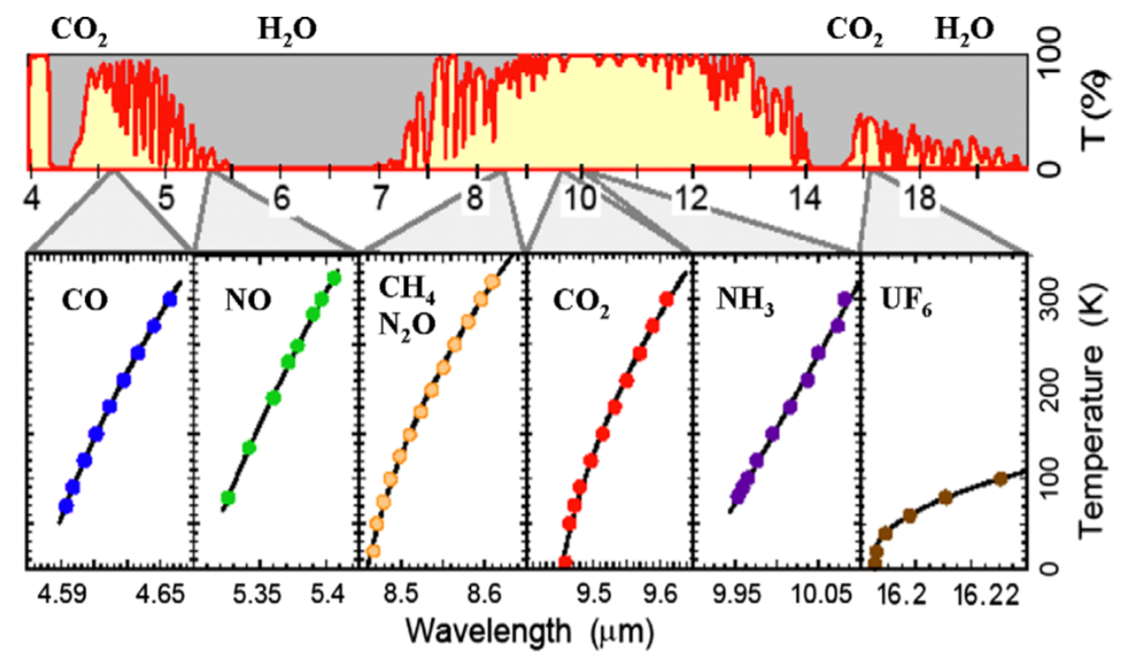 CO₂ H₂O CO₂ H₂O
100
0
T (%)
4 5 6 7 8 10 12 14 18
CO NO CH₄ CO₂ NH₃ UF₆
N₂O
300
200
100
0
Temperature (K)
4.59 4.65 5.35 5.4 8.5 8.6 9.5 9.6 9.95 10.05 16.2 16.22
Wavelength (μm)